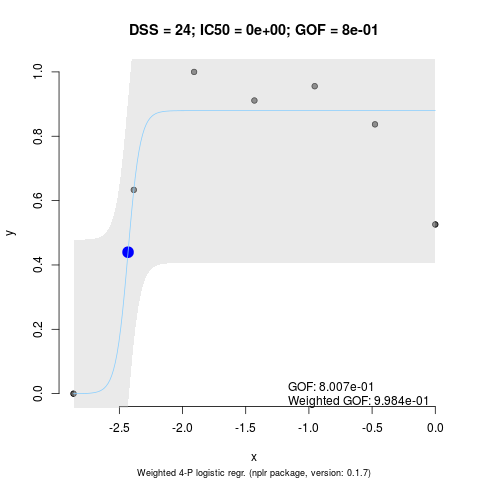 DSS = 24; IC50 = 0e+00; GOF = 8e-01
1.0
0.8
0.6
0.4
0.2
0.0
y
GOF: 8.007e-01
Weighted GOF: 9.984e-01
-2.5 -2.0 -1.5 -1.0 -0.5 0.0
x
Weighted 4-P logistic regr. (nplr package, version: 0.1.7)